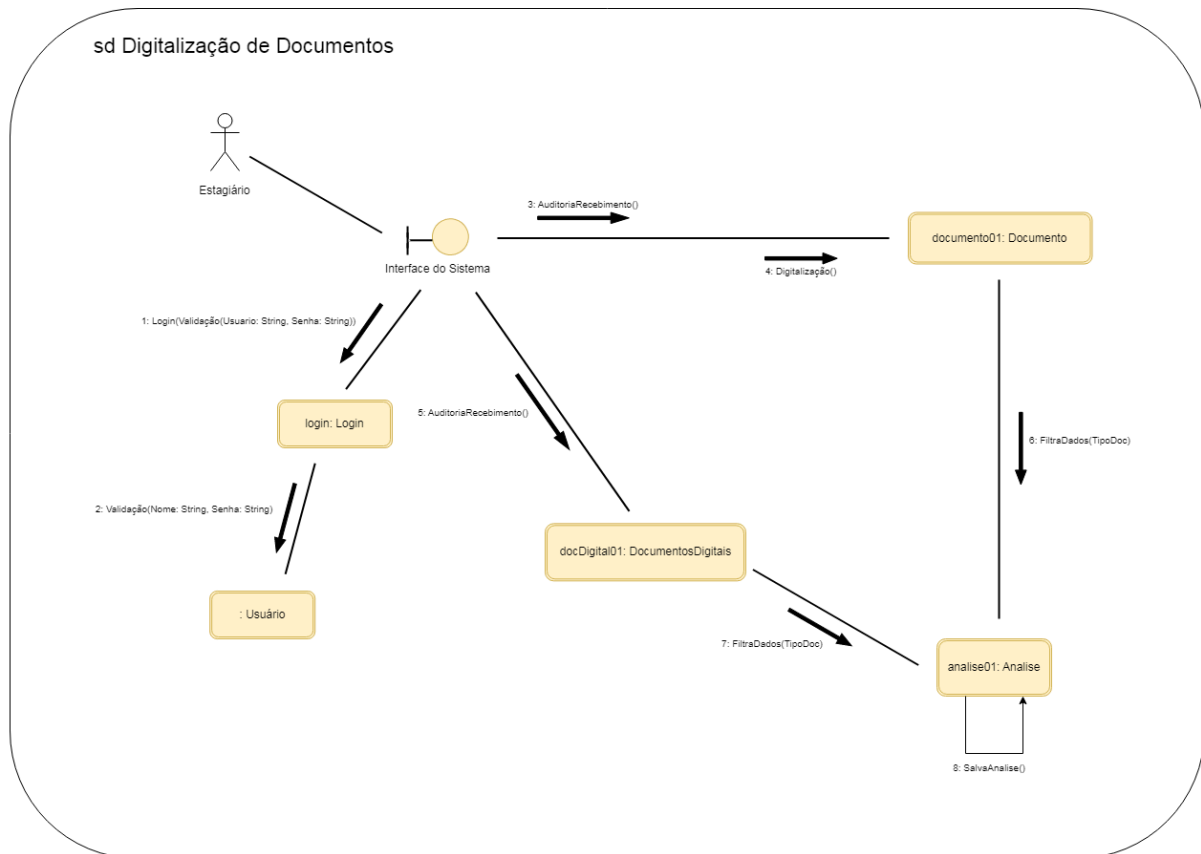 sd Digitalização de Documentos
Estagiário
3: AuditoriaRecebimento()
documento01: Documento
Interface do Sistema
4: Digitalização()
1: Login(Validação(Usuario: String, Senha: String))
login: Login
5: AuditoriaRecebimento()
6: FiltraDados(TipoDoc)
2: Validação(Nome: String, Senha: String)
docDigital01: DocumentosDigitais
: Usuário
7: FiltraDados(TipoDoc)
analise01: Analise
8: SalvaAnalise()